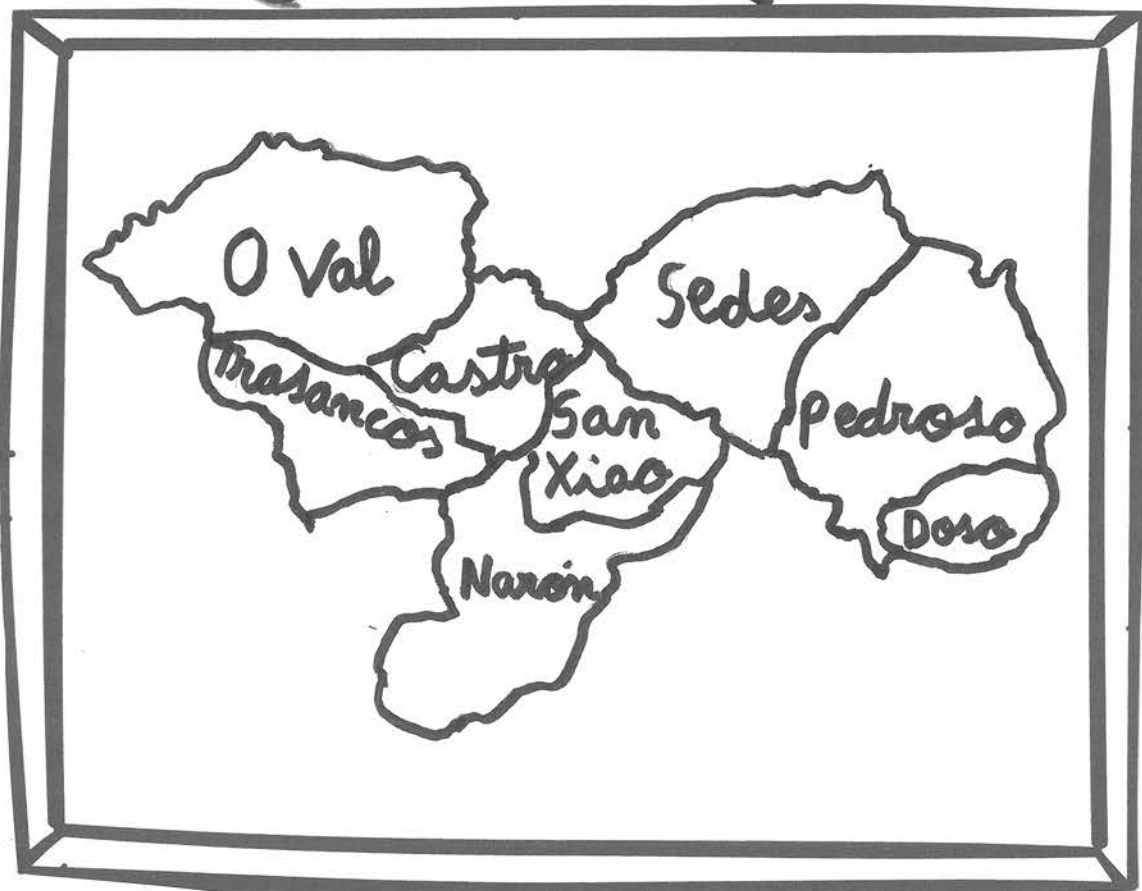 O Val
Sedes
Castro
Trasancos
San
Xiao
Pedroso
Doso
Narón